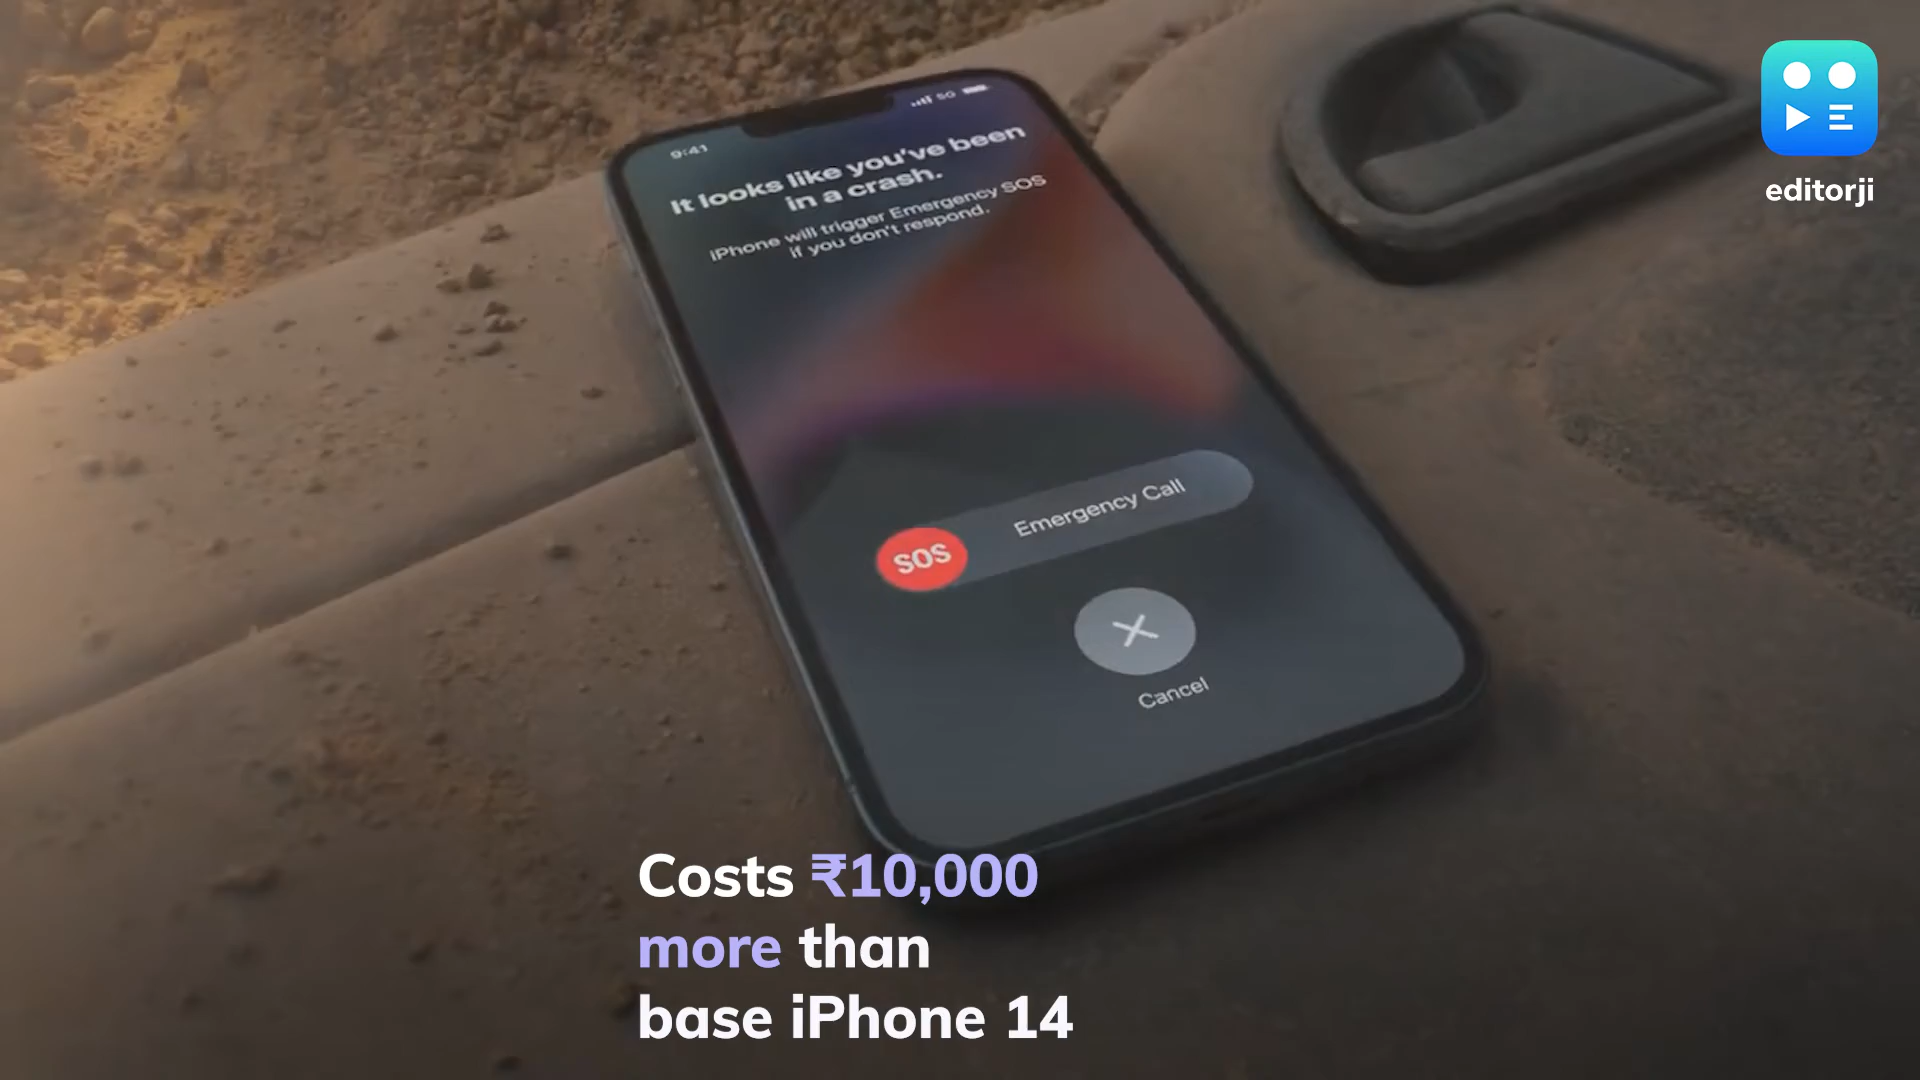 editorji
9:41
5G
It looks like you've been
in a crash.
iPhone will trigger Emergency SOS
if you don't respond.
SOS
Emergency Call
Cancel
Costs ₹10,000
more than
base iPhone 14